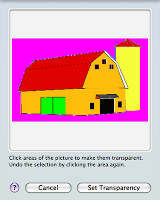 Click areas of the picture to make them transparent.
Undo the selection by clicking the area again.
?
Cancel
Set Transparency